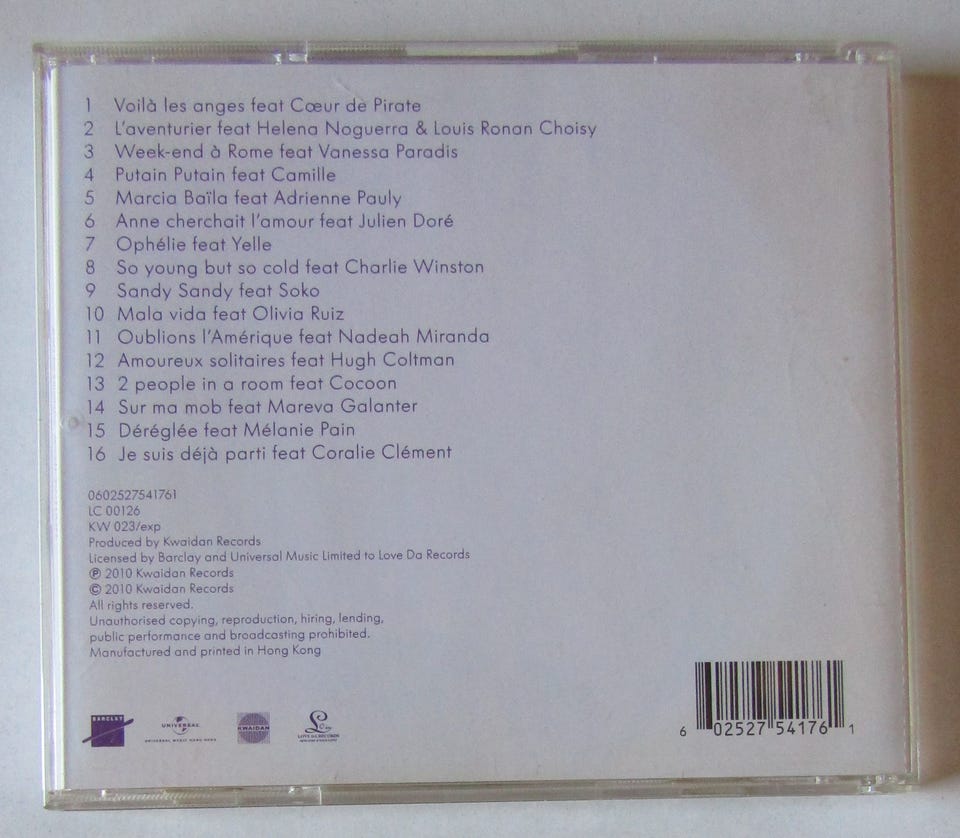 1 Voilà les anges feat Cœur de Pirate
2 L'aventurier feat Helena Noguerra & Louis Ronan Choisy
3 Week-end à Rome feat Vanessa Paradis
4 Putain Putain feat Camille
5 Marcia Baïla feat Adrienne Pauly
6 Anne cherchait l'amour feat Julien Doré
7 Ophélie feat Yelle
8 So young but so cold feat Charlie Winston
9 Sandy Sandy feat Soko
10 Mala vida feat Olivia Ruiz
11 Oublions l'Amérique feat Nadeah Miranda
12 Amoureux solitaires feat Hugh Coltman
13 2 people in a room feat Cocoon
14 Sur ma mob feat Mareva Galanter
15 Déréglée feat Mélanie Pain
16 Je suis déjà parti feat Coralie Clément
0602527541761
LC 00126
KW 023/exp
Produced by Kwaidan Records
Licensed by Barclay and Universal Music Limited to Love Da Records
℗ 2010 Kwaidan Records
© 2010 Kwaidan Records
All rights reserved.
Unauthorised copying, reproduction, hiring, lending,
public performance and broadcasting prohibited.
Manufactured and printed in Hong Kong
BARCLAY
UNIVERSAL
UNIVERSAL MUSIC HONG KONG
KWAIDAN
LOVE DA RECORDS
6 02527 54176 1